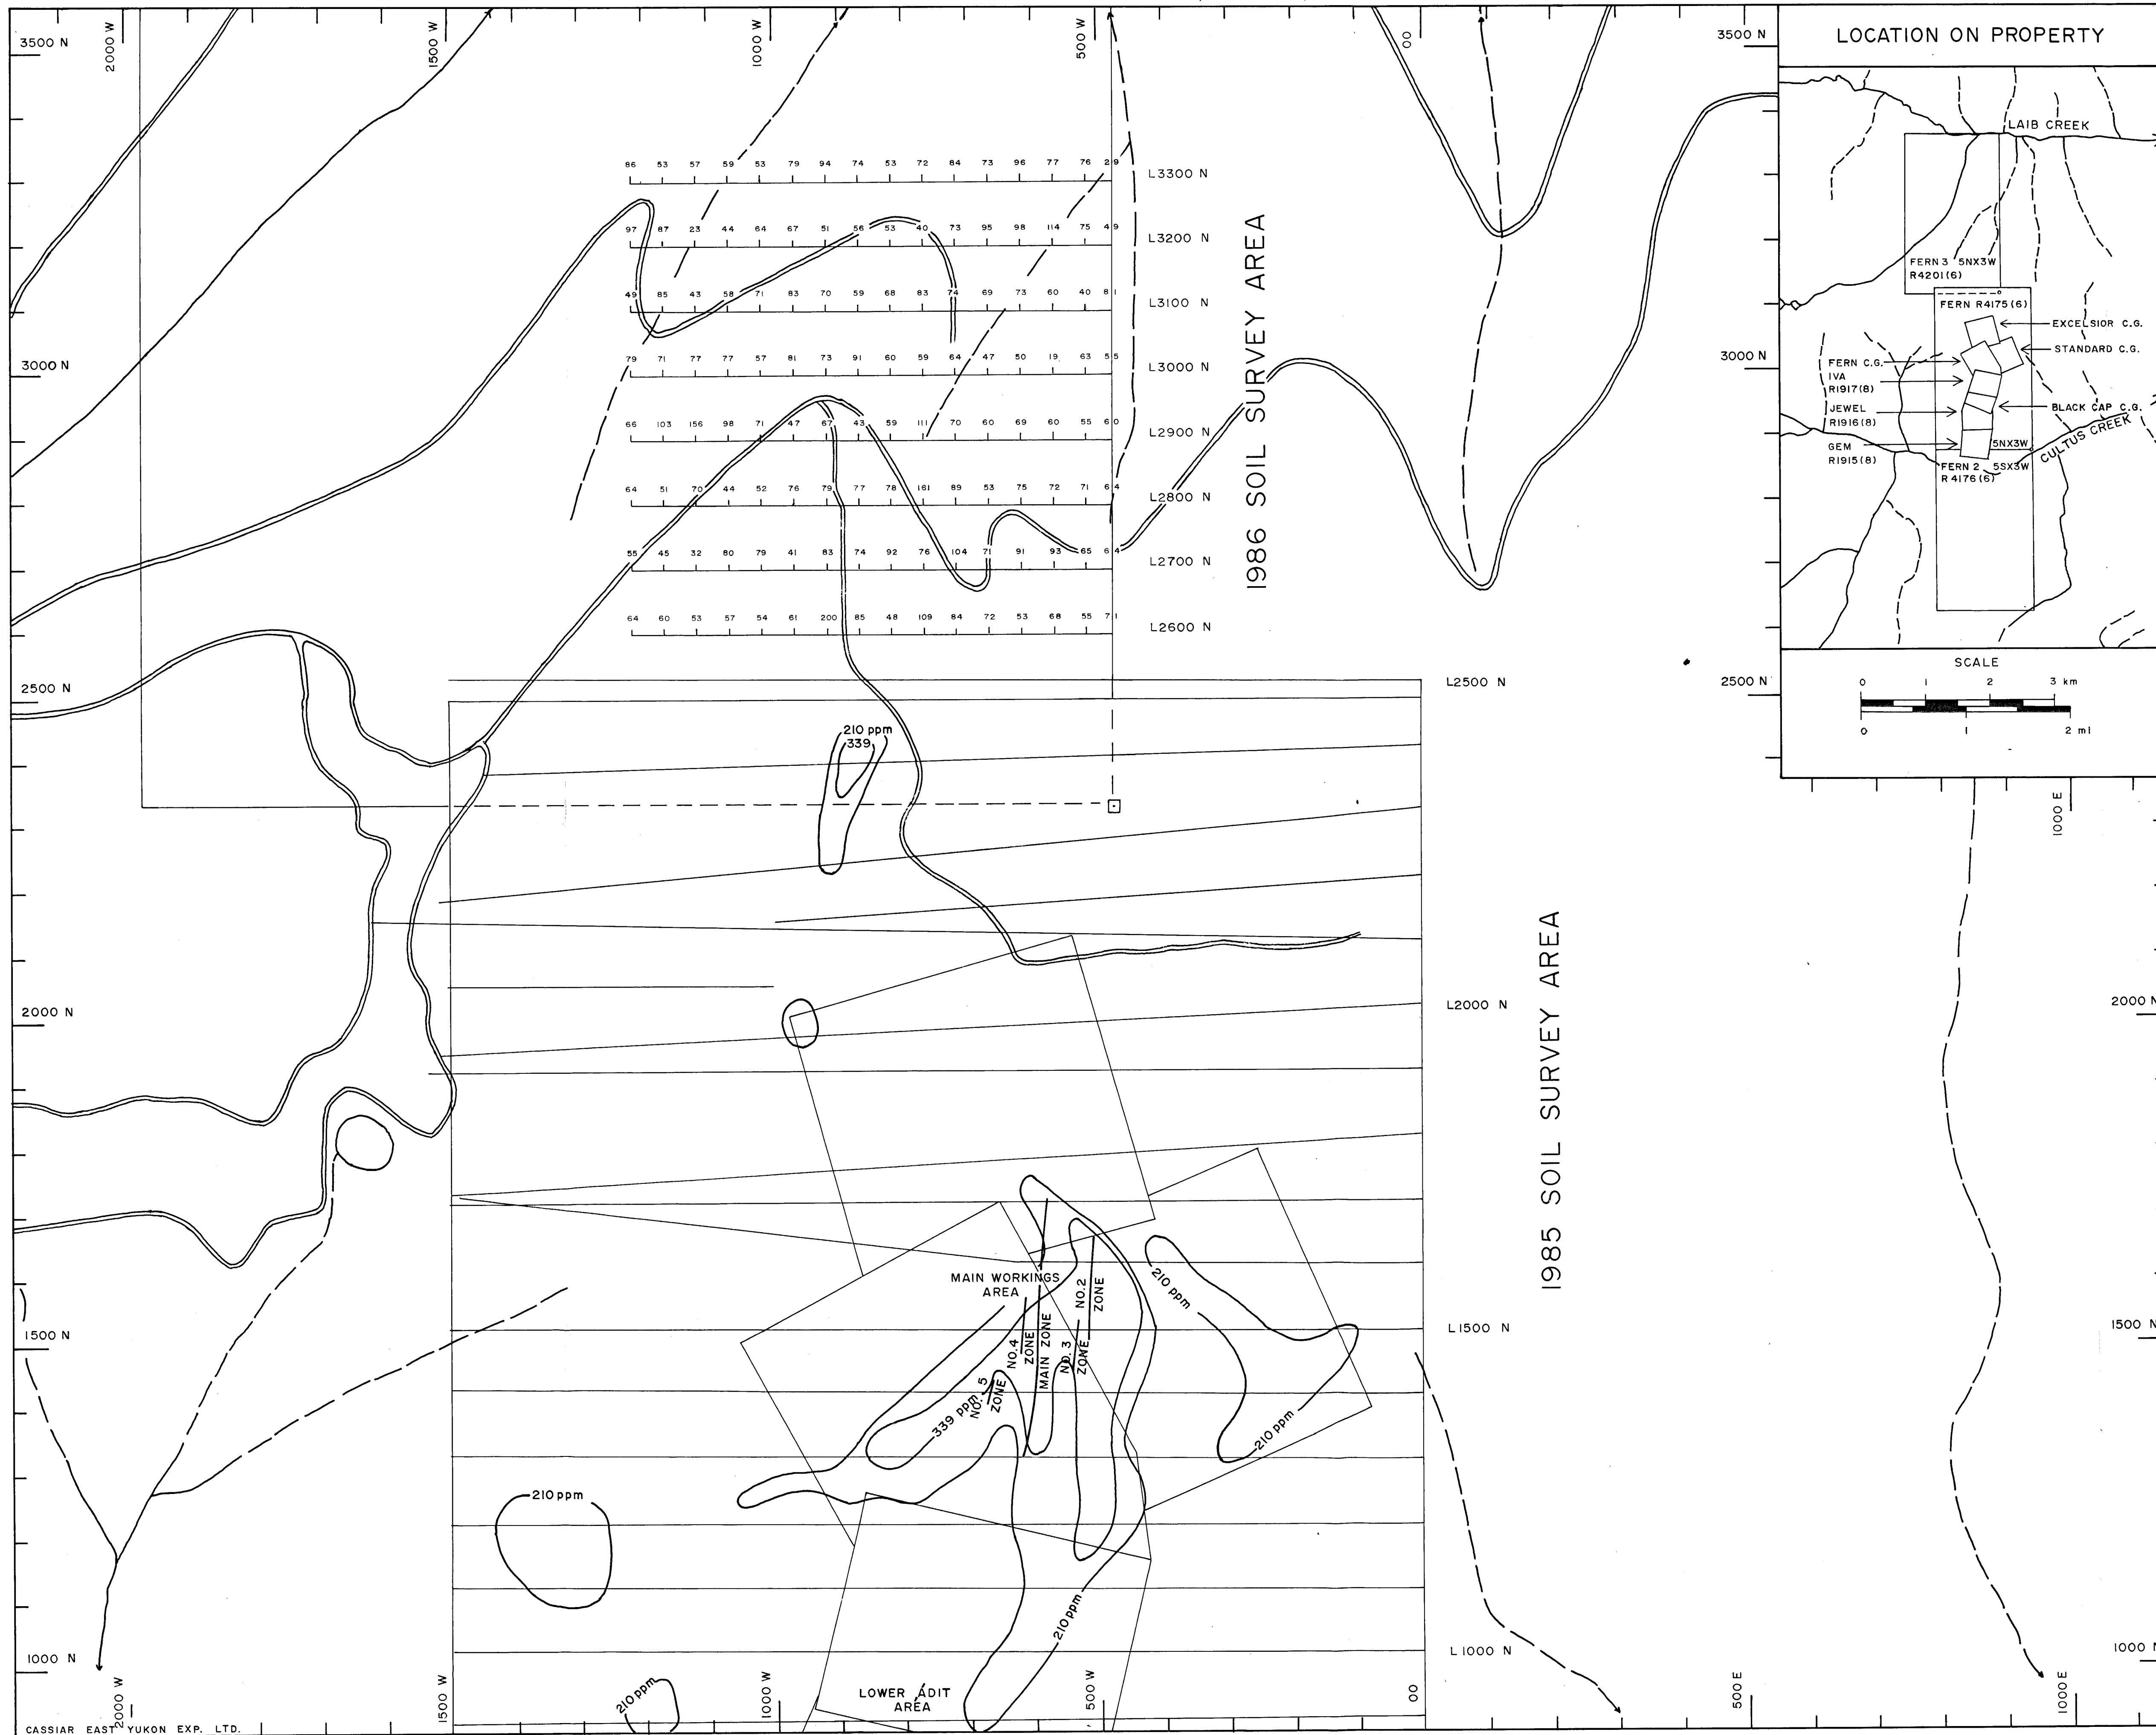 3500 N
2000 W
1500 W
1000 W
500 W
00
3500 N
LOCATION ON PROPERTY
LAIB CREEK
FERN 3 5NX3W
R4201(6)
FERN R4175(6)
EXCELSIOR C.G.
STANDARD C.G.
FERN C.G.
IVA
R1917(8)
JEWEL
R1916(8)
BLACK CAP C.G.
GEM
R1915(8)
5NX3W
CULTUS CREEK
FERN 2 5SX3W
R4176(6)
SCALE
0 1 2 3 km
0 1 2 mi
86 53 57 59 53 79 94 74 53 72 84 73 96 77 76 29
L3300 N
97 87 23 44 64 67 51 56 53 40 73 95 98 114 75 49
L3200 N
49 85 43 58 71 83 70 59 68 83 74 69 73 60 40 81
L3100 N
3000 N
79 71 77 77 57 81 73 91 60 59 64 47 50 19 63 55
L3000 N
3000 N
66 103 156 98 71 47 67 43 59 111 70 60 69 60 55 60
L2900 N
64 51 70 44 52 76 79 77 78 161 89 53 75 72 71 64
L2800 N
55 45 32 80 79 41 83 74 92 76 104 71 91 93 65 64
L2700 N
64 60 53 57 54 61 200 85 48 109 84 72 53 68 55 71
L2600 N
1986 SOIL SURVEY AREA
2500 N
L2500 N
2500 N
210 ppm
339
1000 E
2000 N
L2000 N
2000 N
1985 SOIL SURVEY AREA
MAIN WORKINGS
AREA
NO.2
ZONE
210 ppm
1500 N
L1500 N
1500 N
NO.4
ZONE
MAIN ZONE
NO. 3
ZONE
NO. 5
ZONE
339 ppm
210 ppm
210 ppm
210 ppm
1000 N
L1000 N
1000 N
210 ppm
LOWER ADIT
AREA
2000 W
1500 W
1000 W
500 W
00
500 E
1000 E
CASSIAR EAST YUKON EXP. LTD.